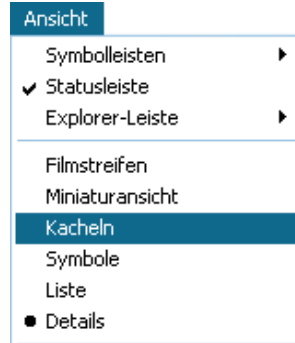 Ansicht
Symbolleisten
Statusleiste
Explorer-Leiste
Filmstreifen
Miniaturansicht
Kacheln
Symbole
Liste
Details